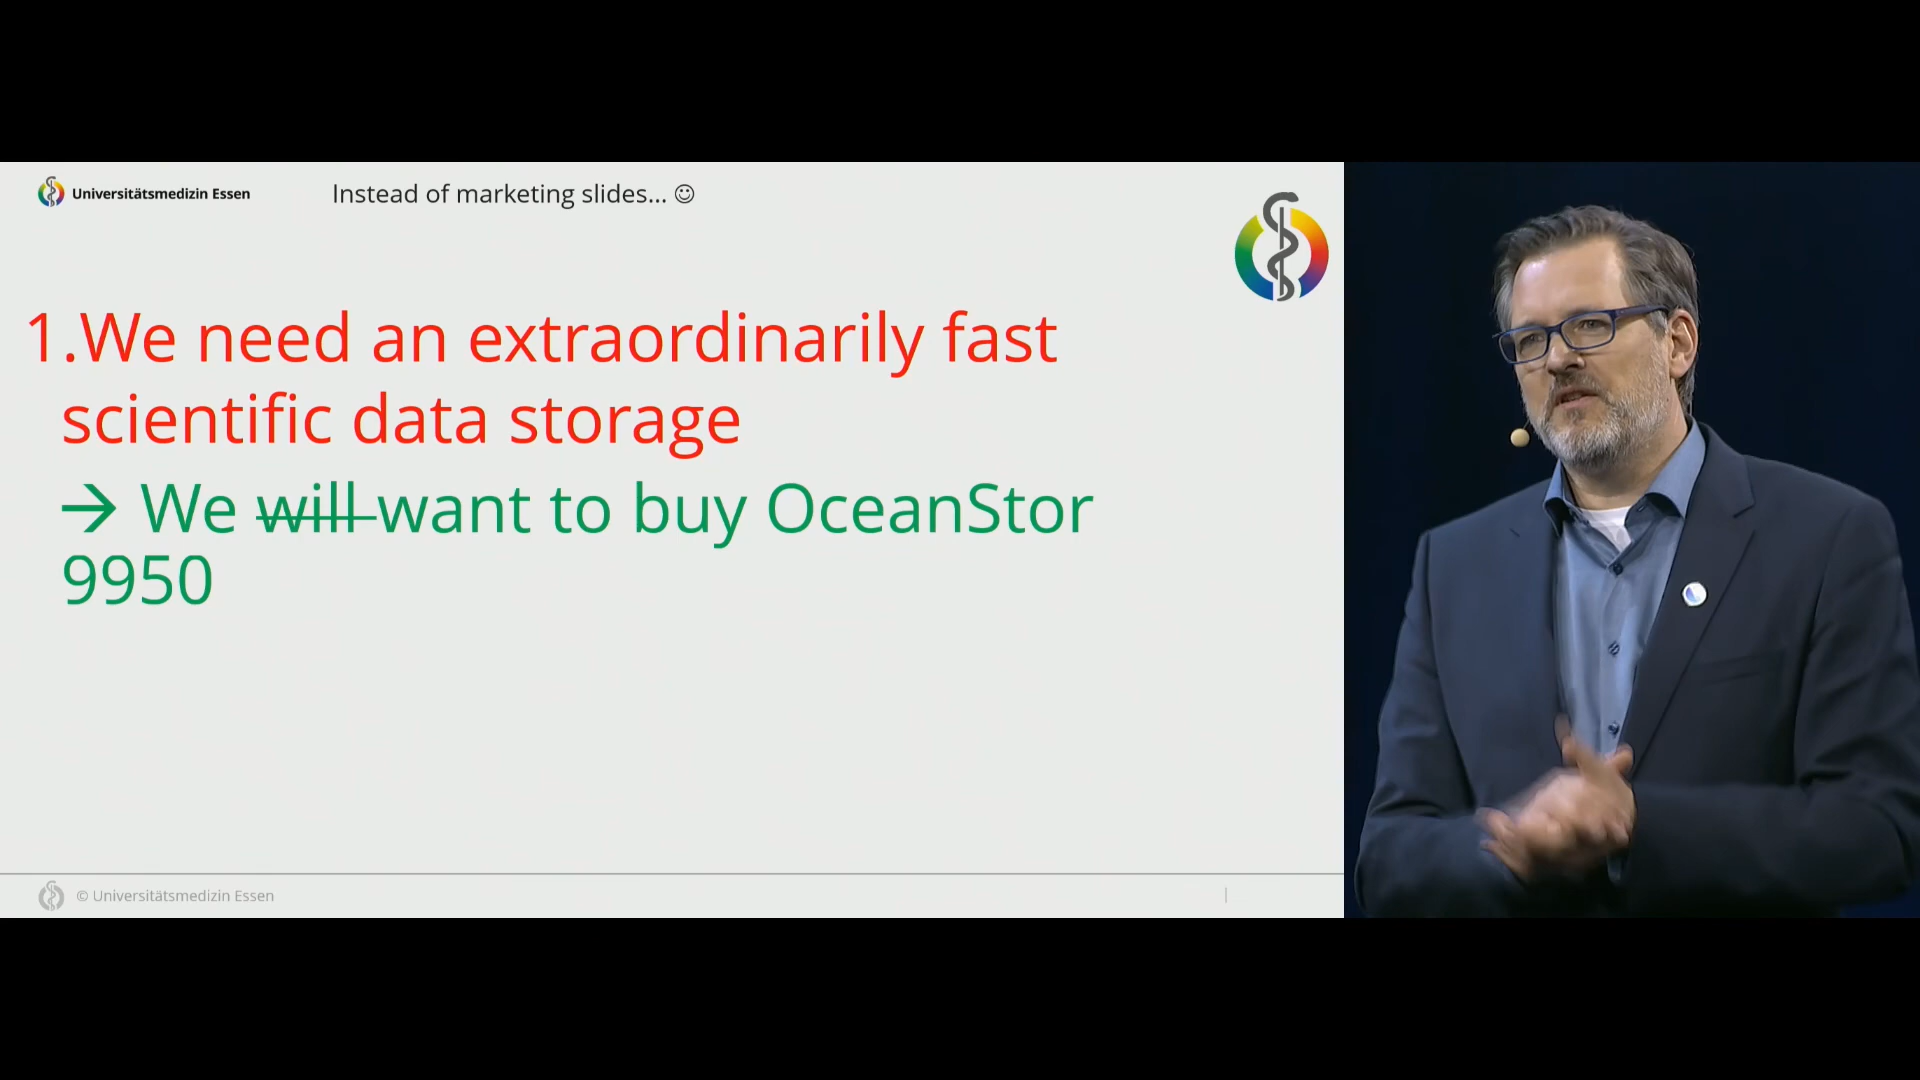 Universitätsmedizin Essen
Instead of marketing slides... ☺
1.We need an extraordinarily fast
scientific data storage
→ We will want to buy OceanStor
9950
© Universitätsmedizin Essen |